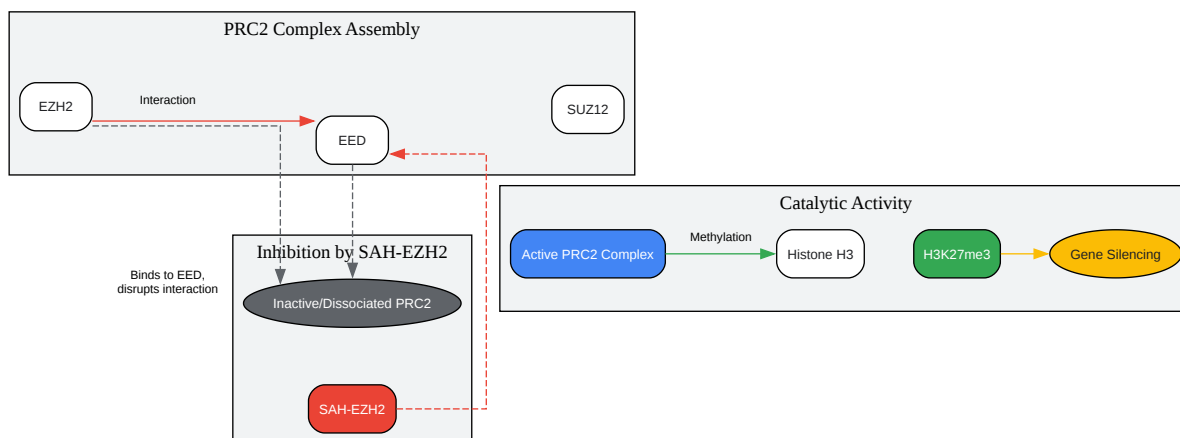 PRC2 Complex Assembly
EZH2
Interaction
SUZ12
EED
Catalytic Activity
Active PRC2 Complex
Methylation
Histone H3
H3K27me3
Gene Silencing
Inhibition by SAH-EZH2
Binds to EED,
disrupts interaction
Inactive/Dissociated PRC2
SAH-EZH2